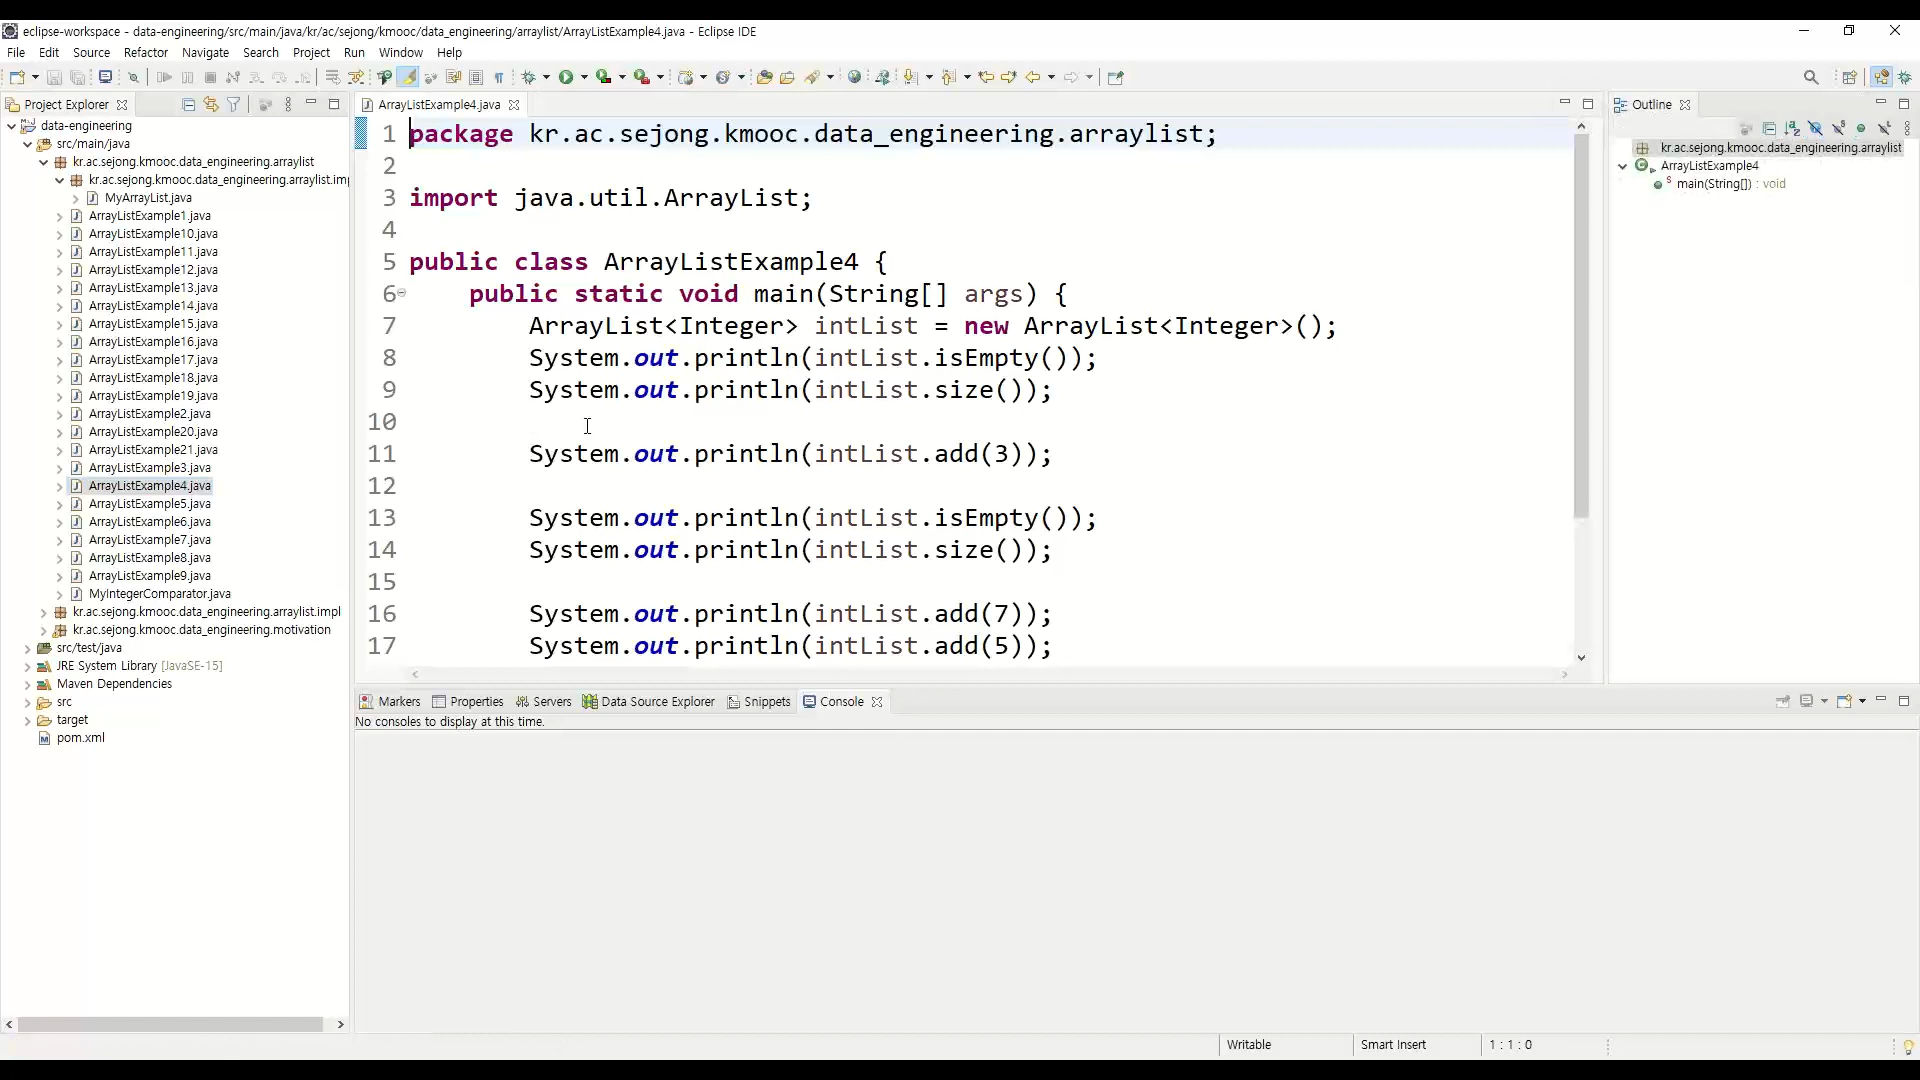 eclipse-workspace - data-engineering/src/main/java/kr/ac/sejong/kmooc/data_engineering/arraylist/ArrayListExample4.java - Eclipse IDE
File Edit Source Refactor Navigate Search Project Run Window Help
Project Explorer
data-engineering
src/main/java
kr.ac.sejong.kmooc.data_engineering.arraylist
kr.ac.sejong.kmooc.data_engineering.arraylist.imp
MyArrayList.java
ArrayListExample1.java
ArrayListExample10.java
ArrayListExample11.java
ArrayListExample12.java
ArrayListExample13.java
ArrayListExample14.java
ArrayListExample15.java
ArrayListExample16.java
ArrayListExample17.java
ArrayListExample18.java
ArrayListExample19.java
ArrayListExample2.java
ArrayListExample20.java
ArrayListExample21.java
ArrayListExample3.java
ArrayListExample4.java
ArrayListExample5.java
ArrayListExample6.java
ArrayListExample7.java
ArrayListExample8.java
ArrayListExample9.java
MyIntegerComparator.java
kr.ac.sejong.kmooc.data_engineering.arraylist.impl
kr.ac.sejong.kmooc.data_engineering.motivation
src/test/java
JRE System Library [JavaSE-15]
Maven Dependencies
src
target
pom.xml
ArrayListExample4.java
1 package kr.ac.sejong.kmooc.data_engineering.arraylist;
2
3 import java.util.ArrayList;
4
5 public class ArrayListExample4 {
6 public static void main(String[] args) {
7 ArrayList<Integer> intList = new ArrayList<Integer>();
8 System.out.println(intList.isEmpty());
9 System.out.println(intList.size());
10
11 System.out.println(intList.add(3));
12
13 System.out.println(intList.isEmpty());
14 System.out.println(intList.size());
15
16 System.out.println(intList.add(7));
17 System.out.println(intList.add(5));
Outline
kr.ac.sejong.kmooc.data_engineering.arraylist
ArrayListExample4
main(String[]) : void
Markers Properties Servers Data Source Explorer Snippets Console
No consoles to display at this time.
Writable Smart Insert 1 : 1 : 0